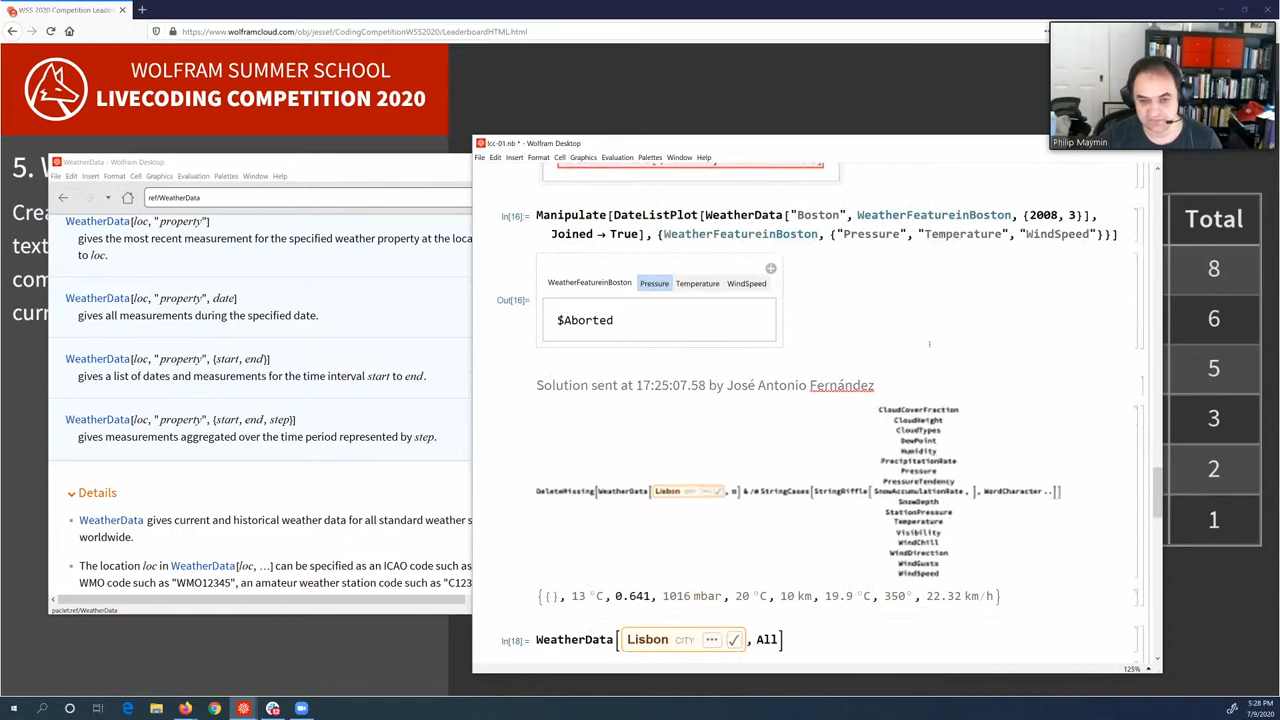 WSS 2020 Competition Leader
https://www.wolframcloud.com/obj/jessef/CodingCompetitionWSS2020/LeaderboardHTML.html
WOLFRAM SUMMER SCHOOL
LIVECODING COMPETITION 2020
Philip Maymin
5. W
Crea
text
com
curr
WeatherData - Wolfram Desktop
File Edit Insert Format Cell Graphics Evaluation Palettes Window Help
ref/WeatherData
WeatherData[loc, "property"]
gives the most recent measurement for the specified weather property at the loca
to loc.
WeatherData[loc, "property", date]
gives all measurements during the specified date.
WeatherData[loc, "property", {start, end}]
gives a list of dates and measurements for the time interval start to end.
WeatherData[loc, "property", {start, end, step}]
gives measurements aggregated over the time period represented by step.
Details
WeatherData gives current and historical weather data for all standard weather s
worldwide.
The location loc in WeatherData[loc, …] can be specified as an ICAO code such as
WMO code such as "WMO12345", an amateur weather station code such as "C123
paclet:ref/WeatherData
lcc-01.nb * - Wolfram Desktop
File Edit Insert Format Cell Graphics Evaluation Palettes Window Help
In[16]:= Manipulate[DateListPlot[WeatherData["Boston", WeatherFeatureinBoston, {2008, 3}],
Joined → True], {WeatherFeatureinBoston, {"Pressure", "Temperature", "WindSpeed"}}]
WeatherFeatureinBoston Pressure Temperature WindSpeed
Out[16]= $Aborted
Solution sent at 17:25:07.58 by José Antonio Fernández
CloudCoverFraction
CloudHeight
CloudTypes
DewPoint
Humidity
PrecipitationRate
Pressure
PressureTendency
DeleteMissing[WeatherData[Lisbon CITY ••• ✓, n] & /@ StringCases[StringRiffle[SnowAccumulationRate, ], WordCharacter ..]]
SnowDepth
StationPressure
Temperature
Visibility
WindChill
WindDirection
WindGusts
WindSpeed
{{}, 13 °C, 0.641, 1016 mbar, 20 °C, 10 km, 19.9 °C, 350°, 22.32 km/h}
In[18]:= WeatherData[Lisbon CITY ••• ✓, All]
125%
Total
8
6
5
3
2
1
5:28 PM
7/9/2020